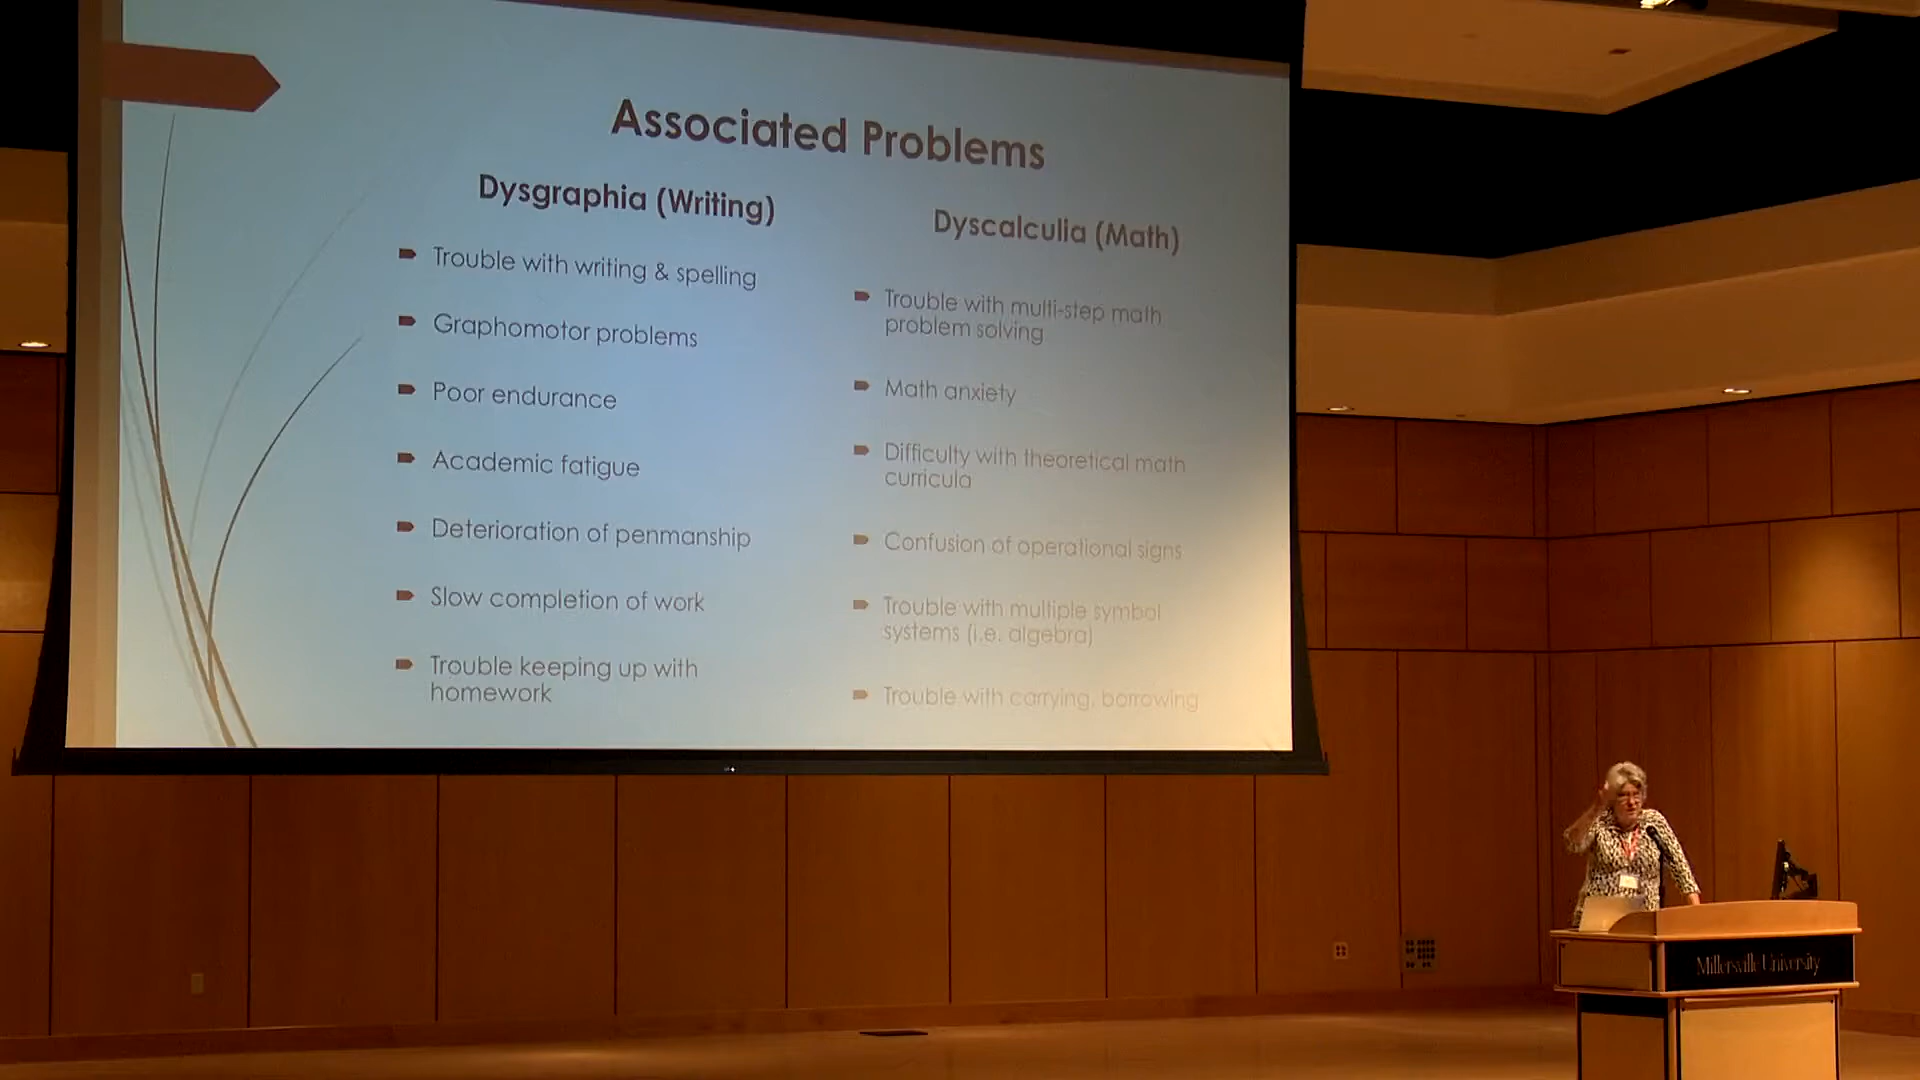 Associated Problems
Dysgraphia (Writing)
Trouble with writing & spelling
Graphomotor problems
Poor endurance
Academic fatigue
Deterioration of penmanship
Slow completion of work
Trouble keeping up with
homework
Dyscalculia (Math)
Trouble with multi-step math
problem solving
Math anxiety
Difficulty with theoretical math
curricula
Confusion of operational signs
Trouble with multiple symbol
systems (i.e. algebra)
Trouble with carrying, borrowing
Millersville University